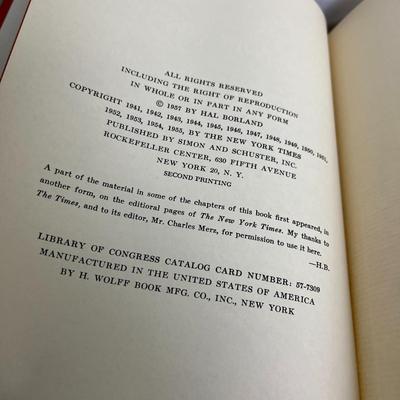 ALL RIGHTS RESERVED
INCLUDING THE RIGHT OF REPRODUCTION
IN WHOLE OR IN PART IN ANY FORM
© 1957 BY HAL BORLAND
COPYRIGHT 1941, 1942, 1943, 1944, 1945, 1946, 1947, 1948, 1949, 1950, 1951,
1952, 1953, 1954, 1955, BY THE NEW YORK TIMES
PUBLISHED BY SIMON AND SCHUSTER, INC.
ROCKEFELLER CENTER, 630 FIFTH AVENUE
NEW YORK 20, N. Y.
SECOND PRINTING
A part of the material in some of the chapters of this book first appeared, in
another form, on the editorial pages of The New York Times. My thanks to
The Times, and to its editor, Mr. Charles Merz, for permission to use it here.
—H.B.
LIBRARY OF CONGRESS CATALOG CARD NUMBER: 57-7309
MANUFACTURED IN THE UNITED STATES OF AMERICA
BY H. WOLFF BOOK MFG. CO., INC., NEW YORK